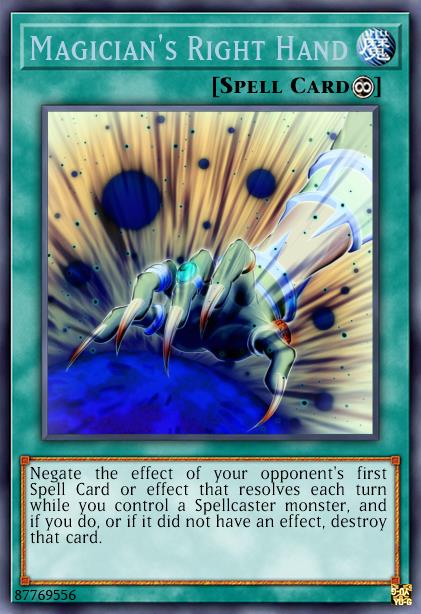 MAGICIAN'S RIGHT HAND
魔
[SPELL CARD]
Negate the effect of your opponent's first
Spell Card or effect that resolves each turn
while you control a Spellcaster monster, and
if you do, or if it did not have an effect, destroy
that card.
87769556